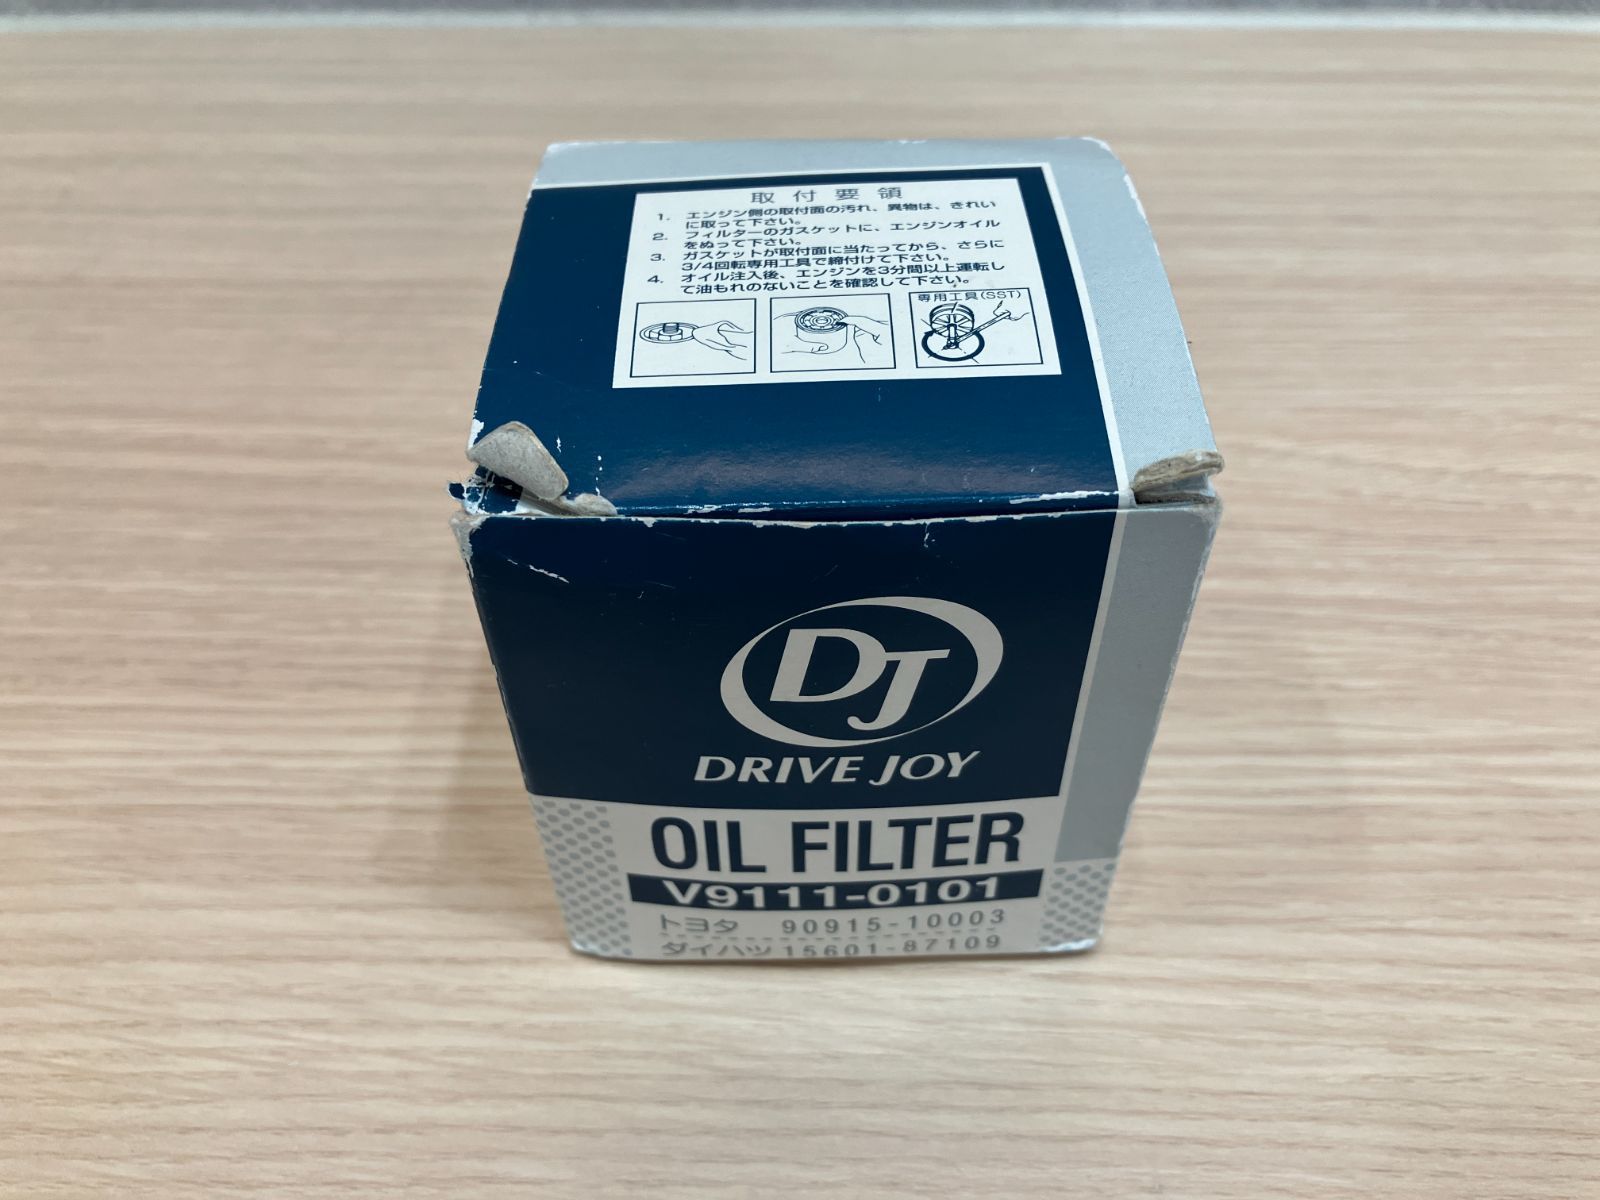 取付要領
1. エンジン側の取付面の汚れ、異物は、きれい
に取って下さい。
2. フィルターのガスケットに、エンジンオイル
をぬって下さい。
3. ガスケットが取付面に当たってから、さらに
3/4回転専用工具で締付けて下さい。
4. オイル注入後、エンジンを3分間以上運転し
て油もれのないことを確認して下さい。
専用工具(SST)
DJ
DRIVE JOY
OIL FILTER
V9111-0101
トヨタ 90915-10003
ダイハツ 15601-87109